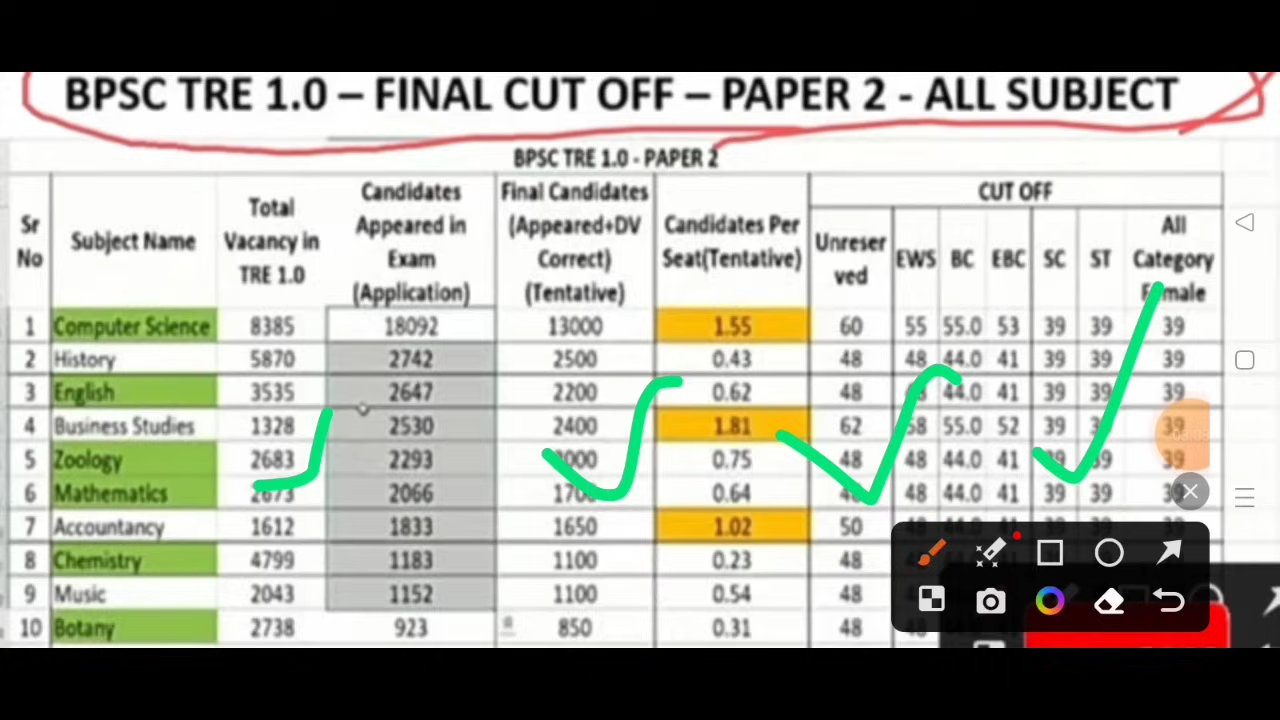 BPSC TRE 1.0 – FINAL CUT OFF – PAPER 2 - ALL SUBJECT
BPSC TRE 1.0 - PAPER 2
Sr No Subject Name Total Vacancy in TRE 1.0 Candidates Appeared in Exam (Application) Final Candidates (Appeared+DV Correct) (Tentative) Candidates Per Seat(Tentative) CUT OFF
Unreser ved EWS BC EBC SC ST All Category Female
1 Computer Science 8385 18092 13000 1.55 60 55 55.0 53 39 39 39
2 History 5870 2742 2500 0.43 48 48 44.0 41 39 39 39
3 English 3535 2647 2200 0.62 48 44.0 41 39 39 39
4 Business Studies 1328 2530 2400 1.81 62 55.0 52 39 39
5 Zoology 2683 2293 0.75 48 48 44.0 41 39 39
6 Mathematics 2673 2066 1700 0.64 48 44.0 41 39 39
7 Accountancy 1612 1833 1650 1.02 50
8 Chemistry 4799 1183 1100 0.23 48
9 Music 2043 1152 1100 0.54 48
10 Botany 2738 923 850 0.31 48